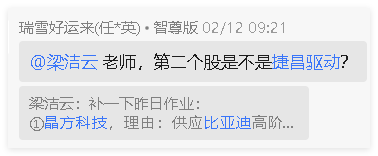 瑞雪好运来(任*英) • 智尊版 02/12 09:21
@梁洁云 老师，第二个股是不是捷昌驱动?
梁洁云：补一下昨日作业：
①晶方科技，理由：供应比亚迪高阶...